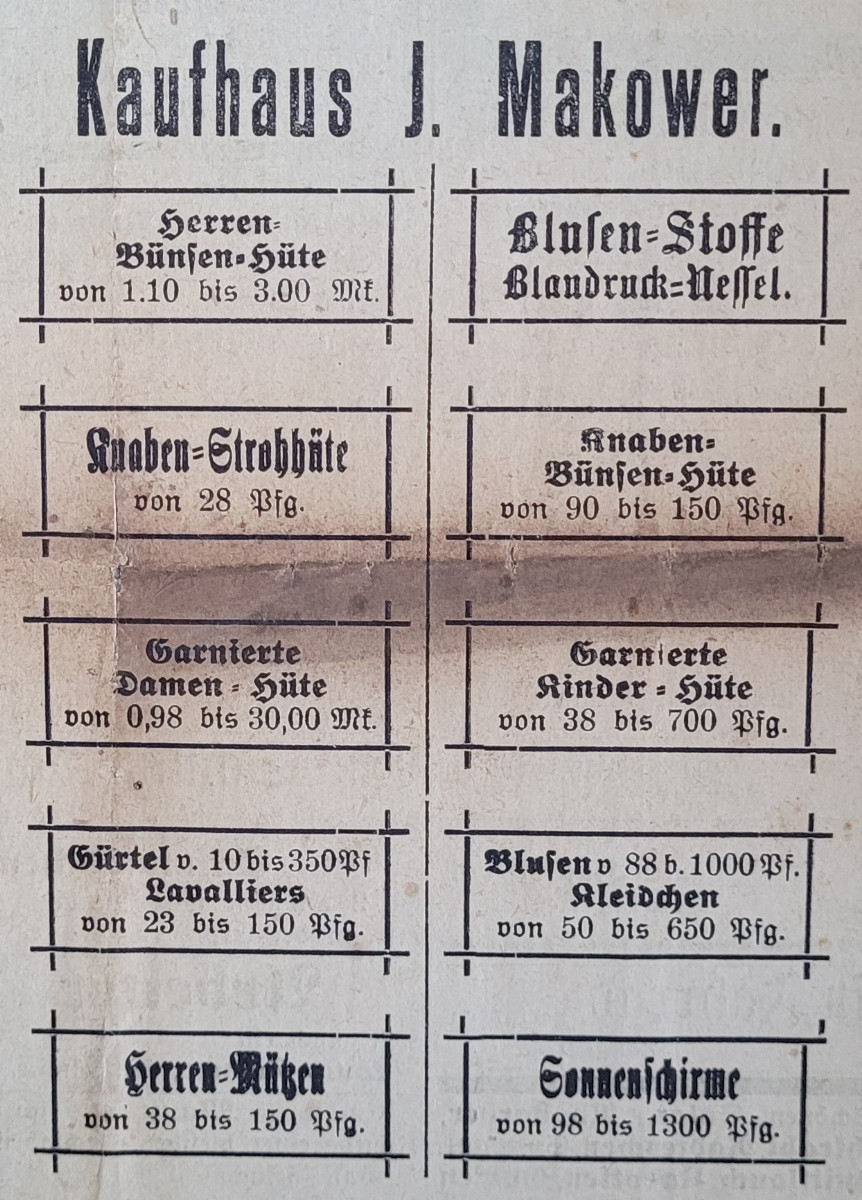 Kaufhaus J. Makower.
Herren-
Bünsen-Hüte
von 1.10 bis 3.00 Mk.
Knaben-Strohhüte
von 28 Pfg.
Garnierte
Damen-Hüte
von 0,98 bis 30,00 Mk.
Gürtel v. 10 bis 350 Pf
Lavalliers
von 23 bis 150 Pfg.
Herren-Mützen
von 38 bis 150 Pfg.
Blusen-Stoffe
Blaudruck-Nessel.
Knaben-
Bünsen-Hüte
von 90 bis 150 Pfg.
Garnierte
Kinder-Hüte
von 38 bis 700 Pfg.
Blusen v 88 b. 1000 Pf.
Kleidchen
von 50 bis 650 Pfg.
Sonnenschirme
von 98 bis 1300 Pfg.